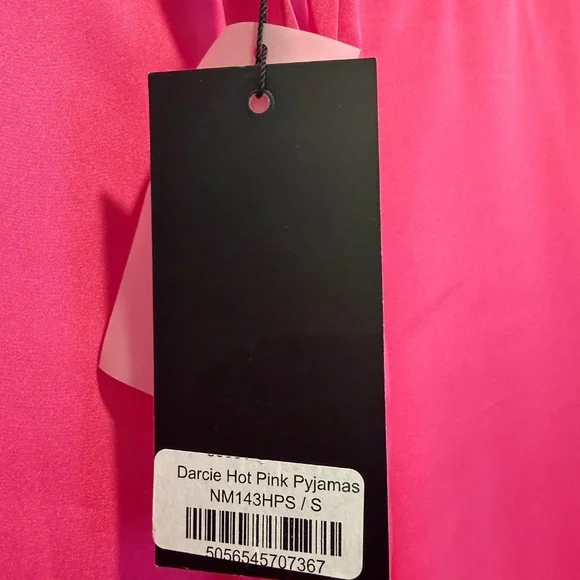 Darcie Hot Pink Pyjamas
NM143HPS / S
5056545707367